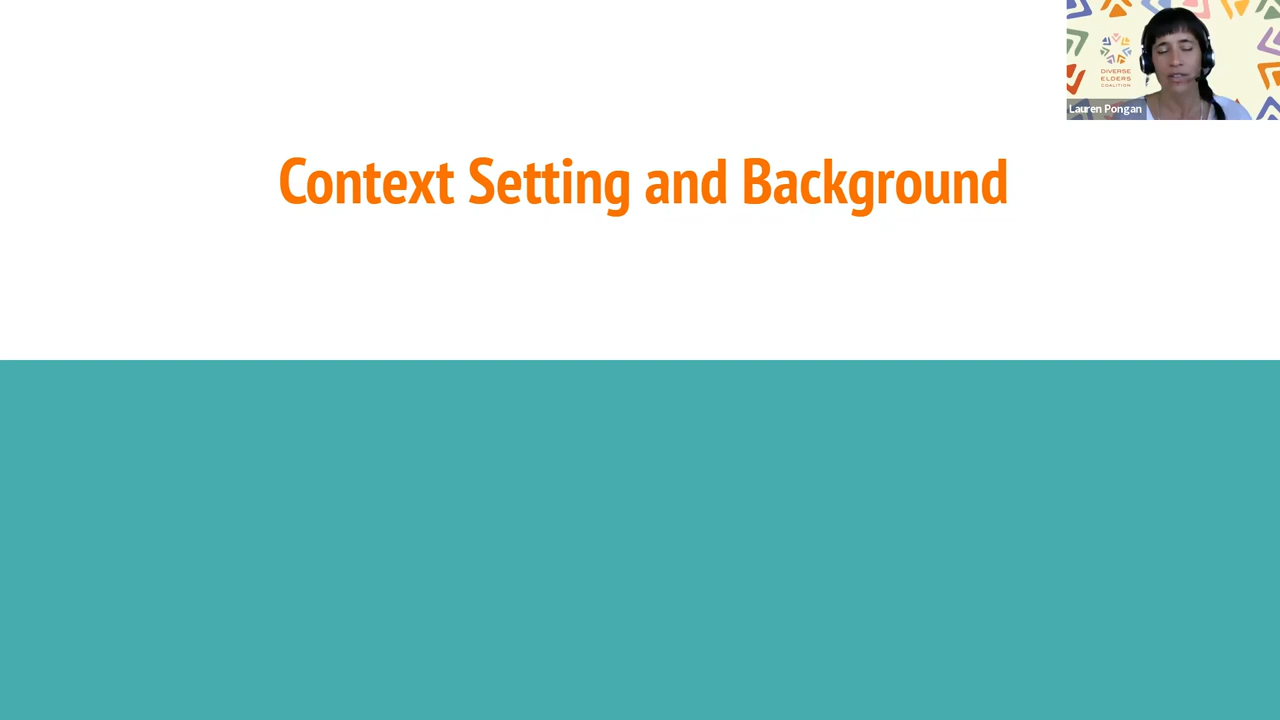 Context Setting and Background
DIVERSE
ELDERS
COALITION
Lauren Pongan